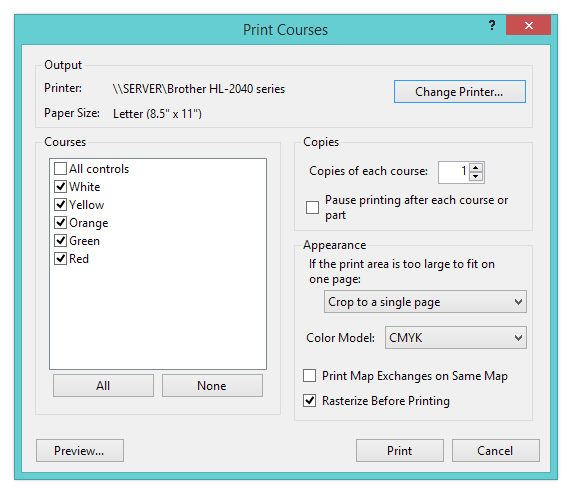 Print Courses
?
Output
Printer: \\SERVER\Brother HL-2040 series
Change Printer...
Paper Size: Letter (8.5" x 11")
Courses
All controls
White
Yellow
Orange
Green
Red
All
None
Copies
Copies of each course: 1
Pause printing after each course or
part
Appearance
If the print area is too large to fit on
one page:
Crop to a single page
Color Model: CMYK
Print Map Exchanges on Same Map
Rasterize Before Printing
Preview...
Print
Cancel